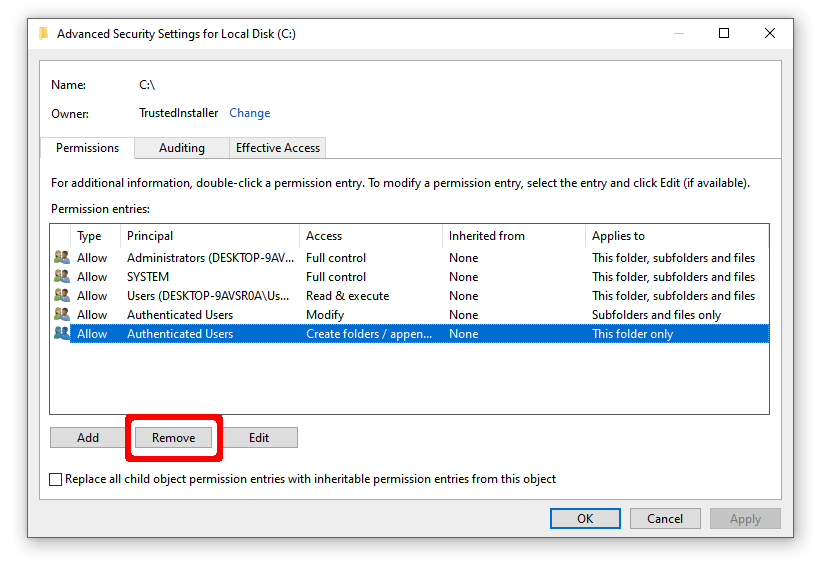 Advanced Security Settings for Local Disk (C:)
Name: C:\
Owner: TrustedInstaller Change
Permissions Auditing Effective Access
For additional information, double-click a permission entry. To modify a permission entry, select the entry and click Edit (if available).
Permission entries:
Type Principal Access Inherited from Applies to
Allow Administrators (DESKTOP-9AV... Full control None This folder, subfolders and files
Allow SYSTEM Full control None This folder, subfolders and files
Allow Users (DESKTOP-9AVSR0A\Us... Read & execute None This folder, subfolders and files
Allow Authenticated Users Modify None Subfolders and files only
Allow Authenticated Users Create folders / appen... None This folder only
Add Remove Edit
Replace all child object permission entries with inheritable permission entries from this object
OK Cancel Apply